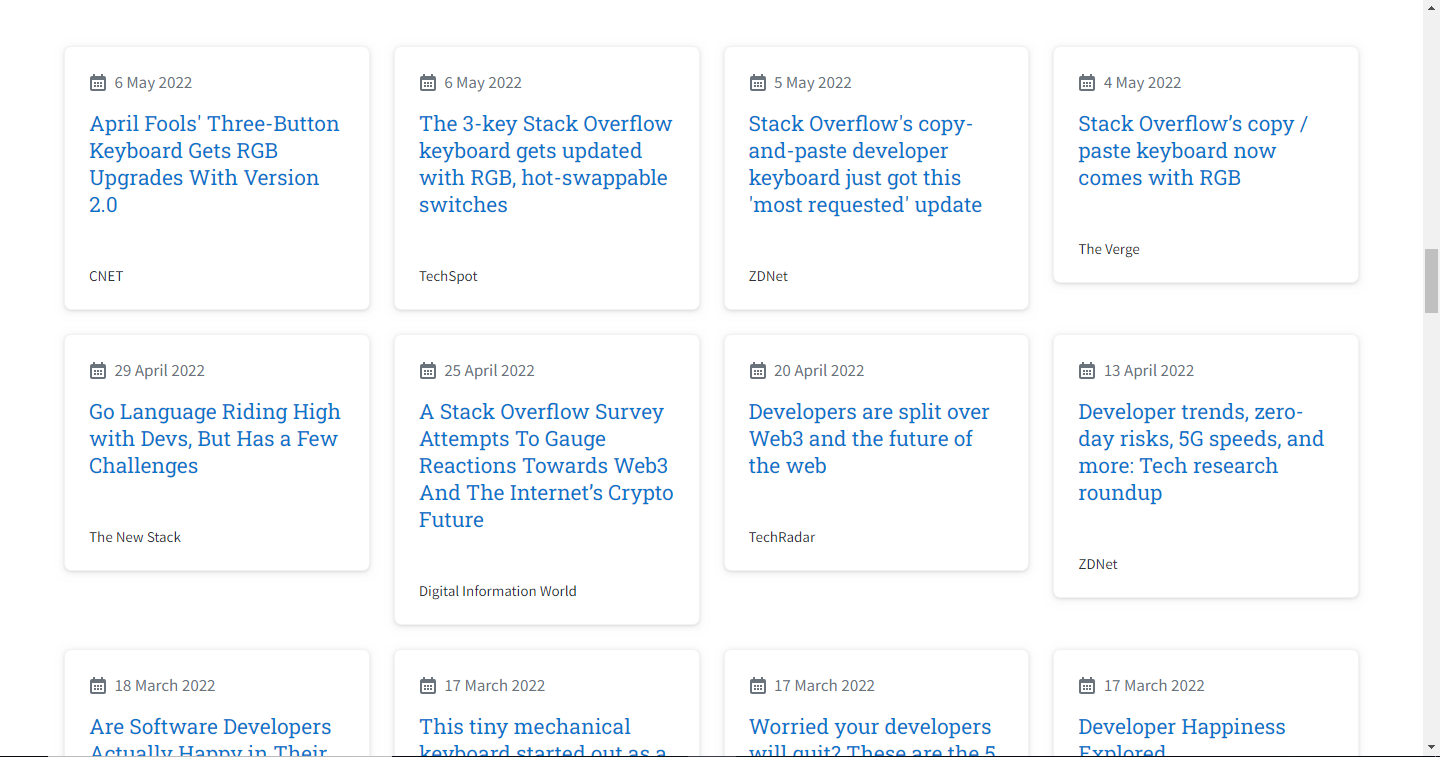 6 May 2022
April Fools' Three-Button
Keyboard Gets RGB
Upgrades With Version
2.0
CNET
6 May 2022
The 3-key Stack Overflow
keyboard gets updated
with RGB, hot-swappable
switches
TechSpot
5 May 2022
Stack Overflow's copy-
and-paste developer
keyboard just got this
'most requested' update
ZDNet
4 May 2022
Stack Overflow’s copy /
paste keyboard now
comes with RGB
The Verge
29 April 2022
Go Language Riding High
with Devs, But Has a Few
Challenges
The New Stack
25 April 2022
A Stack Overflow Survey
Attempts To Gauge
Reactions Towards Web3
And The Internet’s Crypto
Future
Digital Information World
20 April 2022
Developers are split over
Web3 and the future of
the web
TechRadar
13 April 2022
Developer trends, zero-
day risks, 5G speeds, and
more: Tech research
roundup
ZDNet
18 March 2022
Are Software Developers
Actually Happy in Their
17 March 2022
This tiny mechanical
keyboard started out as a
17 March 2022
Worried your developers
will quit? These are the 5
17 March 2022
Developer Happiness
Explored